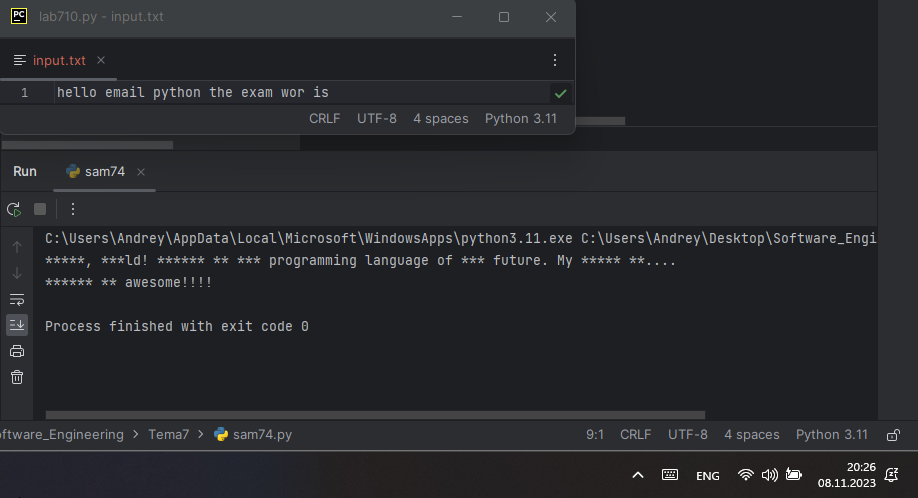 PC lab710.py - input.txt
input.txt
1 hello email python the exam wor is
CRLF UTF-8 4 spaces Python 3.11
Run sam74
C:\Users\Andrey\AppData\Local\Microsoft\WindowsApps\python3.11.exe C:\Users\Andrey\Desktop\Software_Engi
*****, ***ld! ****** ** *** programming language of *** future. My ***** **....
****** ** awesome!!!!
Process finished with exit code 0
oftware_Engineering > Tema7 > sam74.py 9:1 CRLF UTF-8 4 spaces Python 3.11
ENG 20:26
08.11.2023